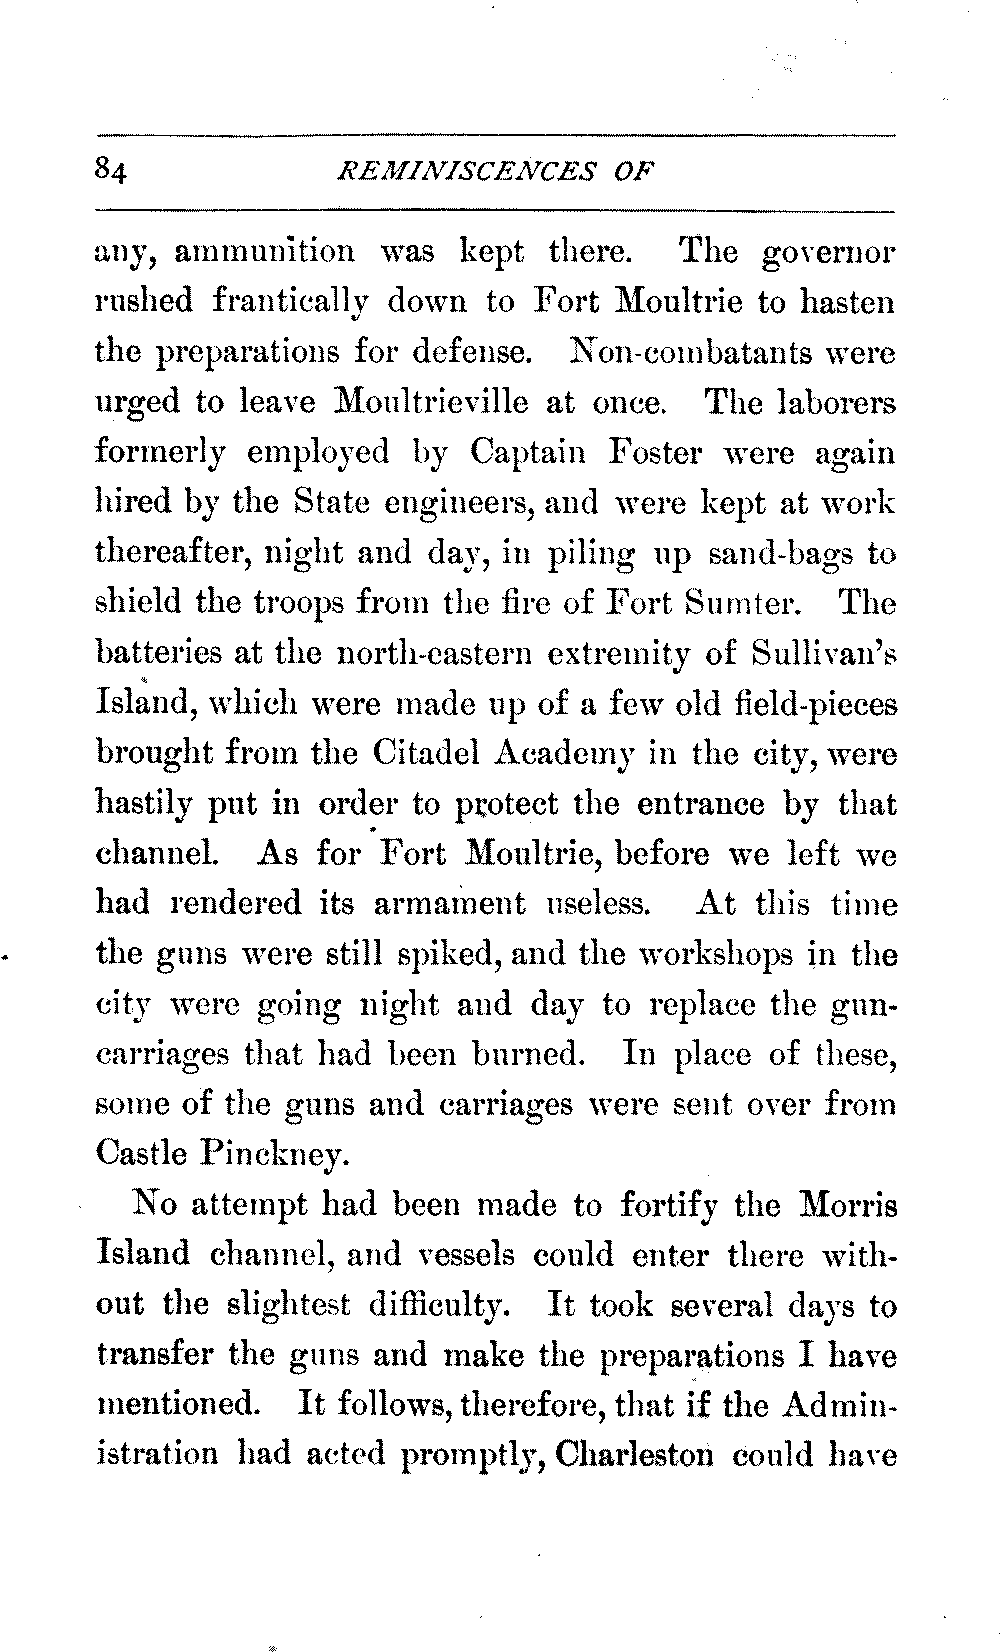 84 REMINISCENCES OF
any, ammunition was kept there. The governor
rushed frantically down to Fort Moultrie to hasten
the preparations for defense. Non-combatants were
urged to leave Moultrieville at once. The laborers
formerly employed by Captain Foster were again
hired by the State engineers, and were kept at work
thereafter, night and day, in piling up sand-bags to
shield the troops from the fire of Fort Sumter. The
batteries at the north-eastern extremity of Sullivan's
Island, which were made up of a few old field-pieces
brought from the Citadel Academy in the city, were
hastily put in order to protect the entrance by that
channel. As for Fort Moultrie, before we left we
had rendered its armament useless. At this time
the guns were still spiked, and the workshops in the
city were going night and day to replace the gun-
carriages that had been burned. In place of these,
some of the guns and carriages were sent over from
Castle Pinckney.
No attempt had been made to fortify the Morris
Island channel, and vessels could enter there with-
out the slightest difficulty. It took several days to
transfer the guns and make the preparations I have
mentioned. It follows, therefore, that if the Admin-
istration had acted promptly, Charleston could have